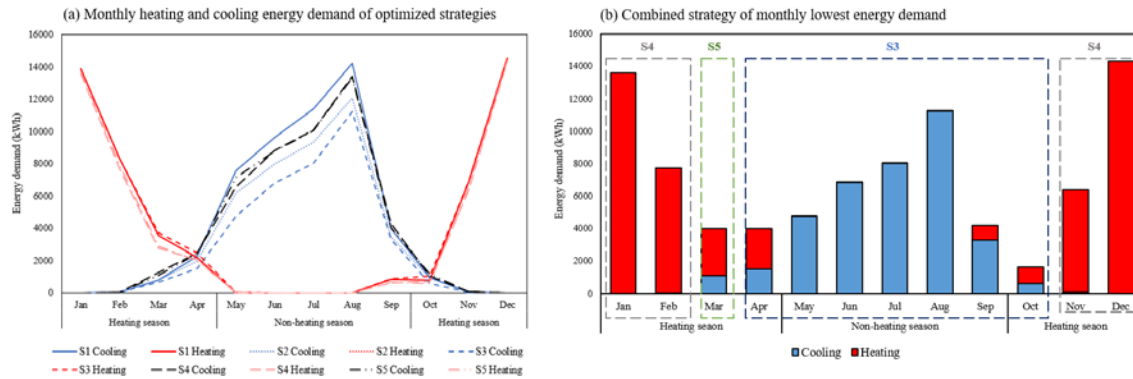 (a) Monthly heating and cooling energy demand of optimized strategies
16000
14000
12000
10000
8000
6000
4000
2000
0
Energy demand (kWh)
Jan Feb Mar Apr May Jun Jul Aug Sep Oct Nov Dec
Heating season Non-heating season Heating season
S1 Cooling S1 Heating S2 Cooling S2 Heating S3 Cooling
S3 Heating S4 Cooling S4 Heating S5 Cooling S5 Heating
(b) Combined strategy of monthly lowest energy demand
16000
14000
12000
10000
8000
6000
4000
2000
0
Energy demand (kWh)
S4 S5 S3 S4
Jan Feb Mar Apr May Jun Jul Aug Sep Oct Nov Dec
Heating season Non-heating season Heating season
Cooling Heating